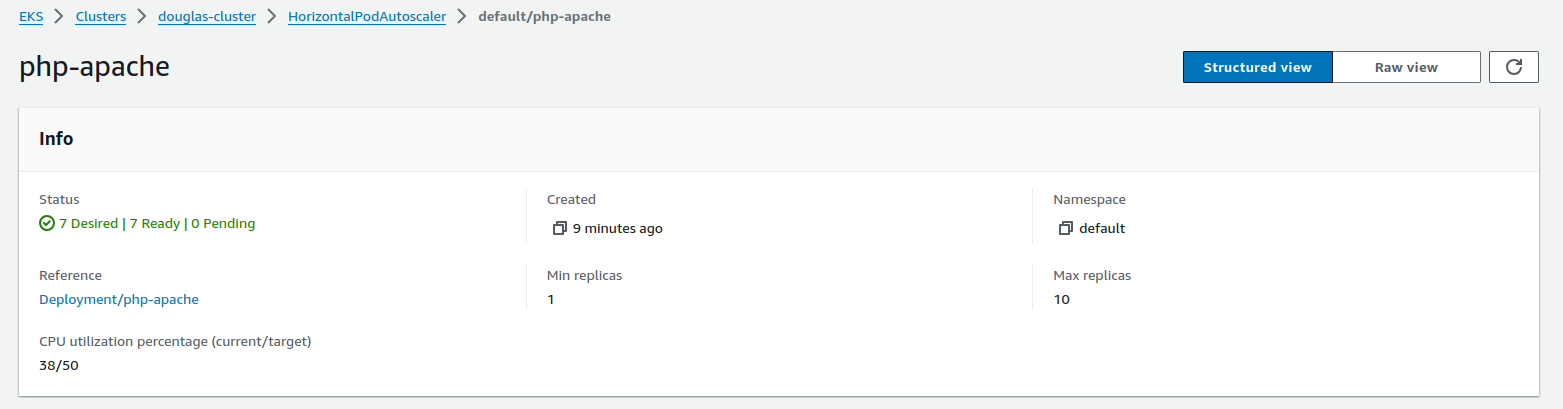 EKS > Clusters > douglas-cluster > HorizontalPodAutoscaler > default/php-apache
php-apache
Structured view
Raw view
Info
Status
7 Desired | 7 Ready | 0 Pending
Created
9 minutes ago
Namespace
default
Reference
Deployment/php-apache
Min replicas
1
Max replicas
10
CPU utilization percentage (current/target)
38/50